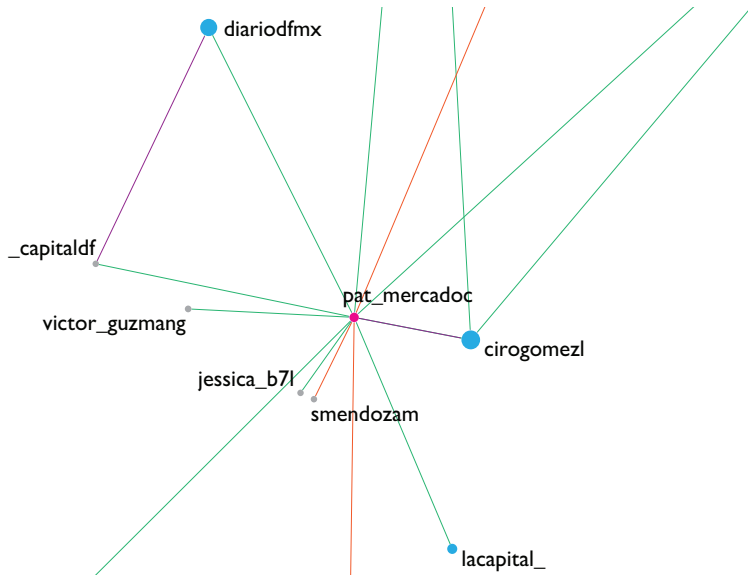 diariodfmx
_capitaldf
pat_mercadoc
victor_guzmang
cirogomezl
jessica_b7l
smendozam
lacapital_